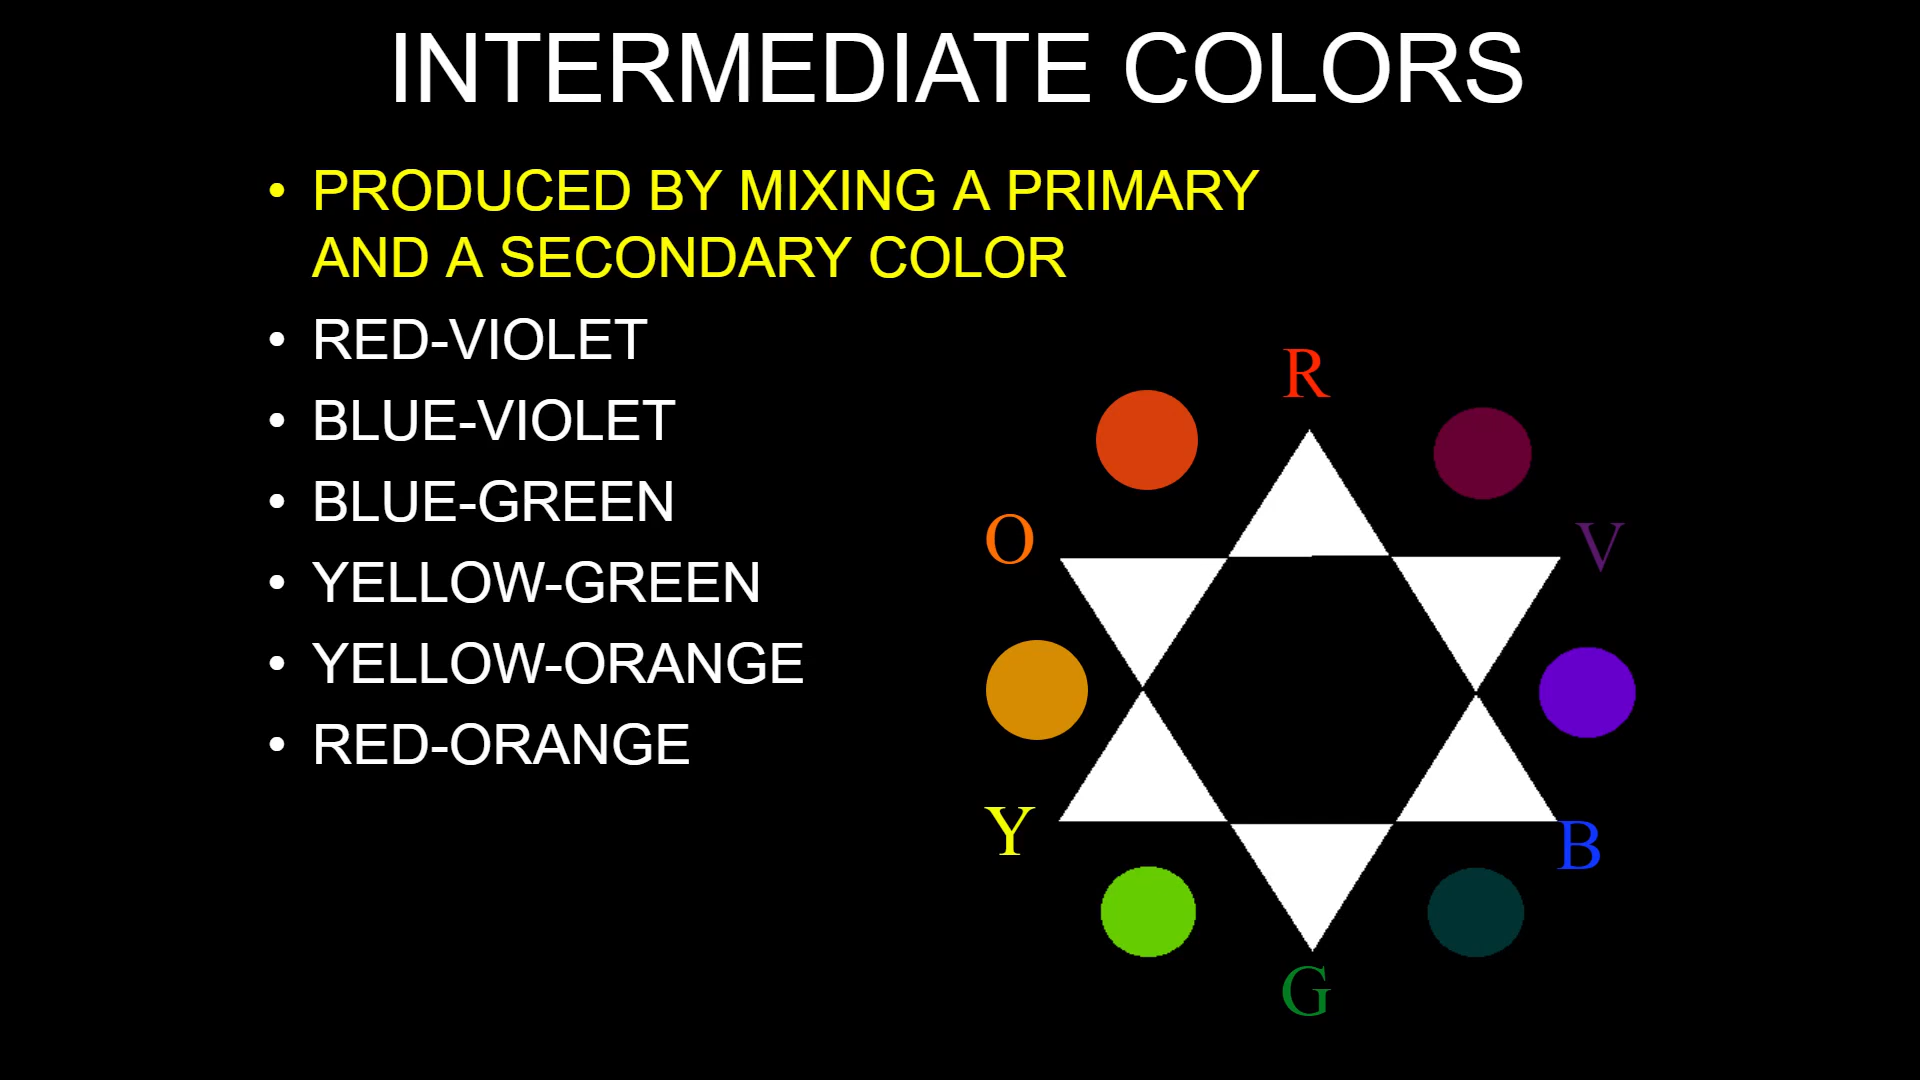 INTERMEDIATE COLORS
• PRODUCED BY MIXING A PRIMARY
AND A SECONDARY COLOR
• RED-VIOLET
• BLUE-VIOLET
• BLUE-GREEN
• YELLOW-GREEN
• YELLOW-ORANGE
• RED-ORANGE
R
O
V
Y
B
G